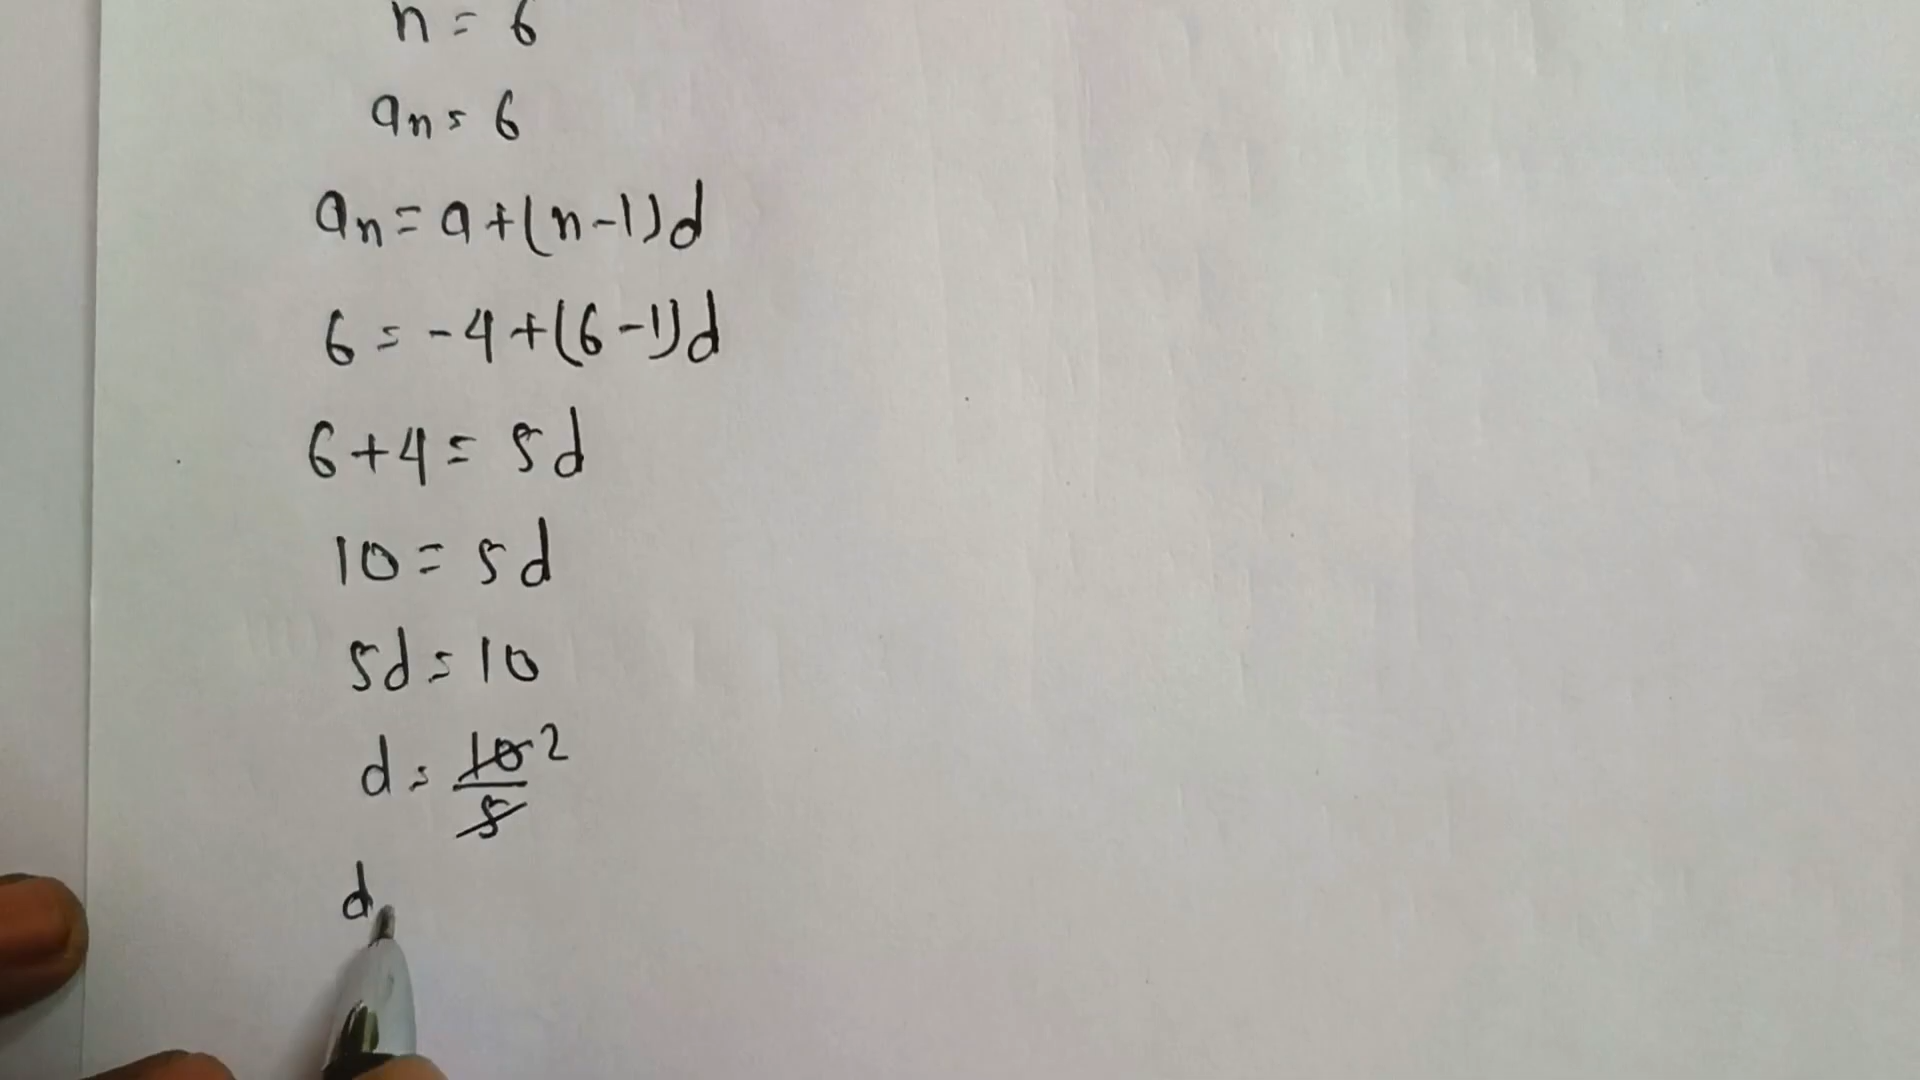 n = 6
an = 6
an = a+(n-1)d
6 = -4+(6-1)d
6+4 = 5d
10 = 5d
5d = 10
d = 10/5 2
d